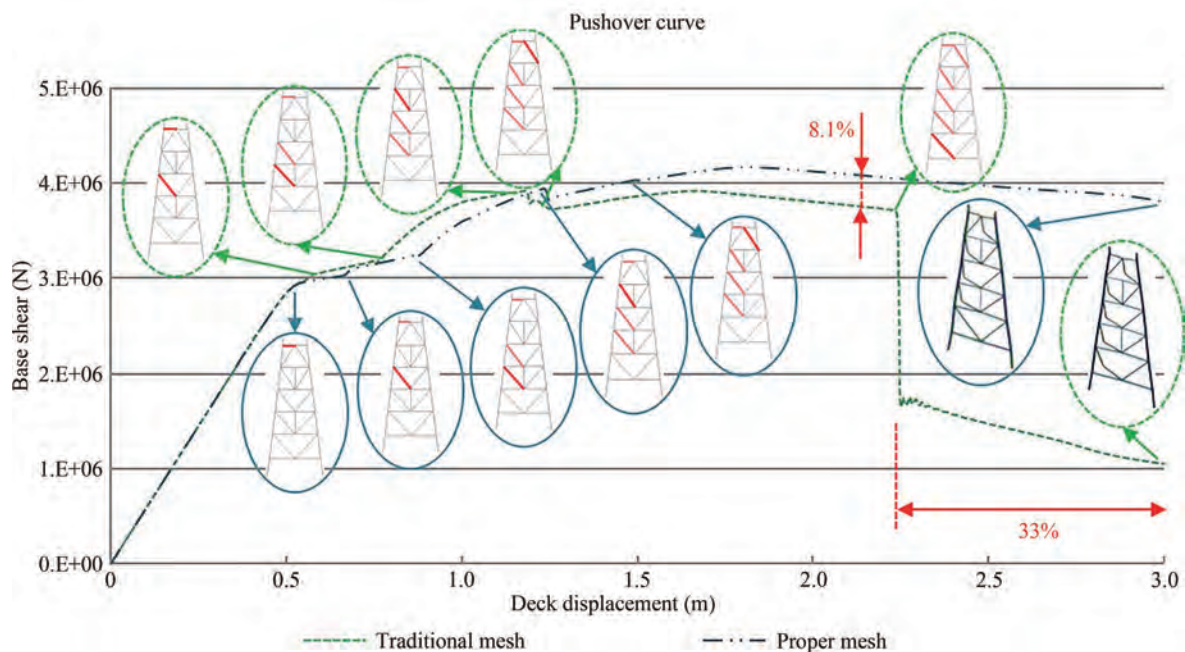 Pushover curve
5.E+06
8.1%
4.E+06
3.E+06
Base shear (N)
2.E+06
1.E+06
33%
0.E+00
0
0.5
1.0
1.5
2.0
2.5
3.0
Deck displacement (m)
Traditional mesh
Proper mesh